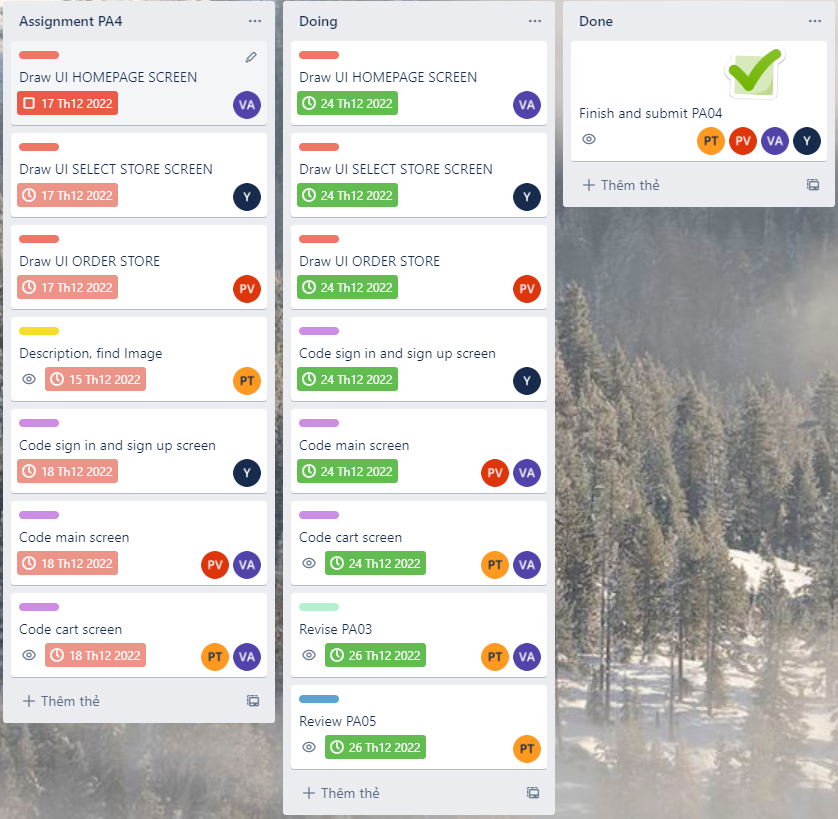 Assignment PA4
Draw UI HOMEPAGE SCREEN
17 Th12 2022
VA
Draw UI SELECT STORE SCREEN
17 Th12 2022
Y
Draw UI ORDER STORE
17 Th12 2022
PV
Description, find Image
15 Th12 2022
PT
Code sign in and sign up screen
18 Th12 2022
Y
Code main screen
18 Th12 2022
PV VA
Code cart screen
18 Th12 2022
PT VA
Thêm thẻ
Doing
Draw UI HOMEPAGE SCREEN
24 Th12 2022
VA
Draw UI SELECT STORE SCREEN
24 Th12 2022
Y
Draw UI ORDER STORE
24 Th12 2022
PV
Code sign in and sign up screen
24 Th12 2022
Y
Code main screen
24 Th12 2022
PV VA
Code cart screen
24 Th12 2022
PT VA
Revise PA03
26 Th12 2022
PT VA
Review PA05
26 Th12 2022
PT
Thêm thẻ
Done
Finish and submit PA04
PT PV VA Y
Thêm thẻ